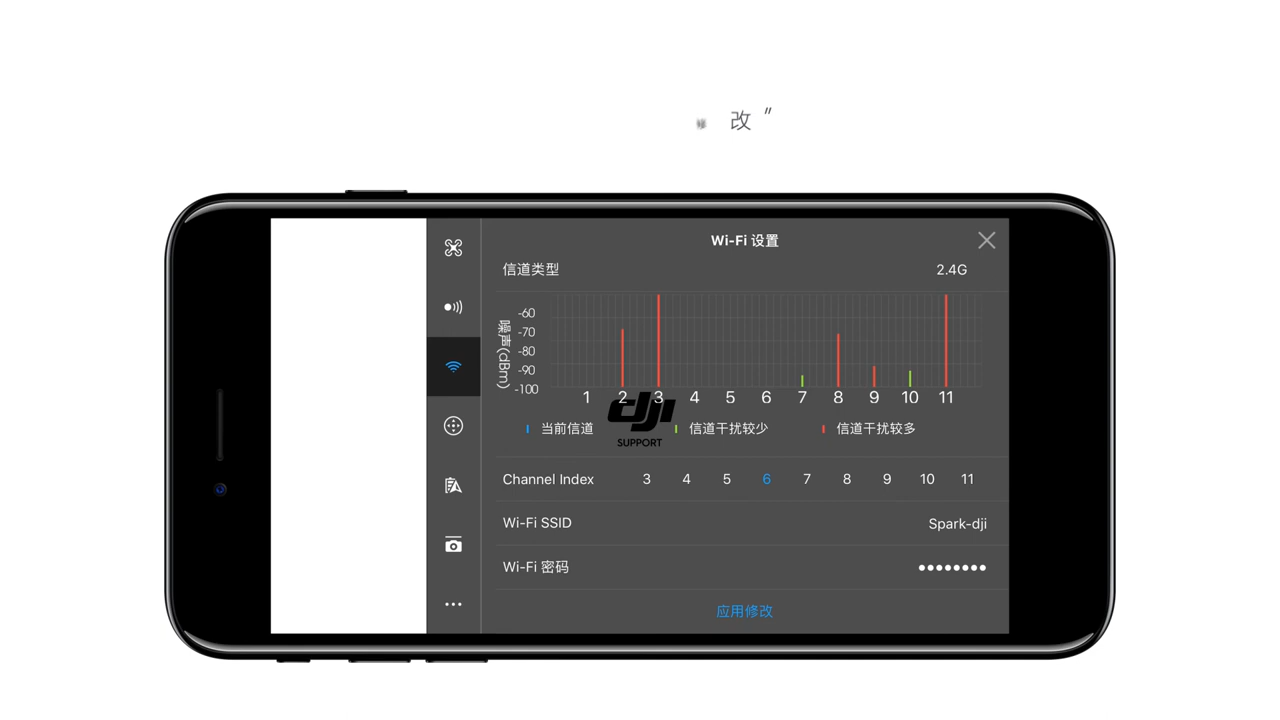 改"
Wi-Fi 设置
信道类型 2.4G
噪声(dBm)
-60
-70
-80
-90
-100
1 2 3 4 5 6 7 8 9 10 11
当前信道 信道干扰较少 信道干扰较多
dji
SUPPORT
Channel Index 3 4 5 6 7 8 9 10 11
Wi-Fi SSID Spark-dji
Wi-Fi 密码 ●●●●●●●●
应用修改